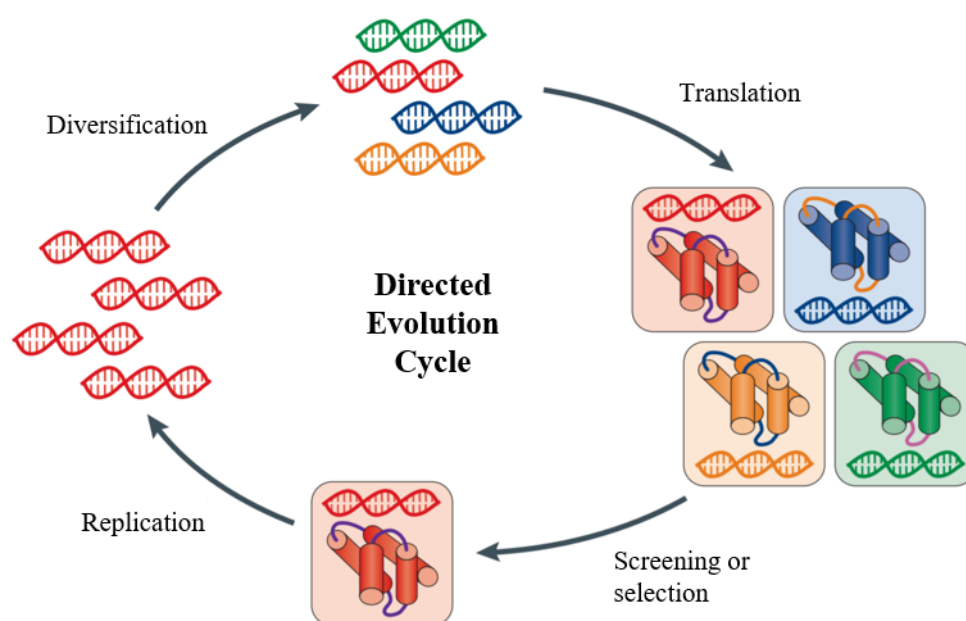 Translation
Diversification
Directed
Evolution
Cycle
Replication
Screening or
selection